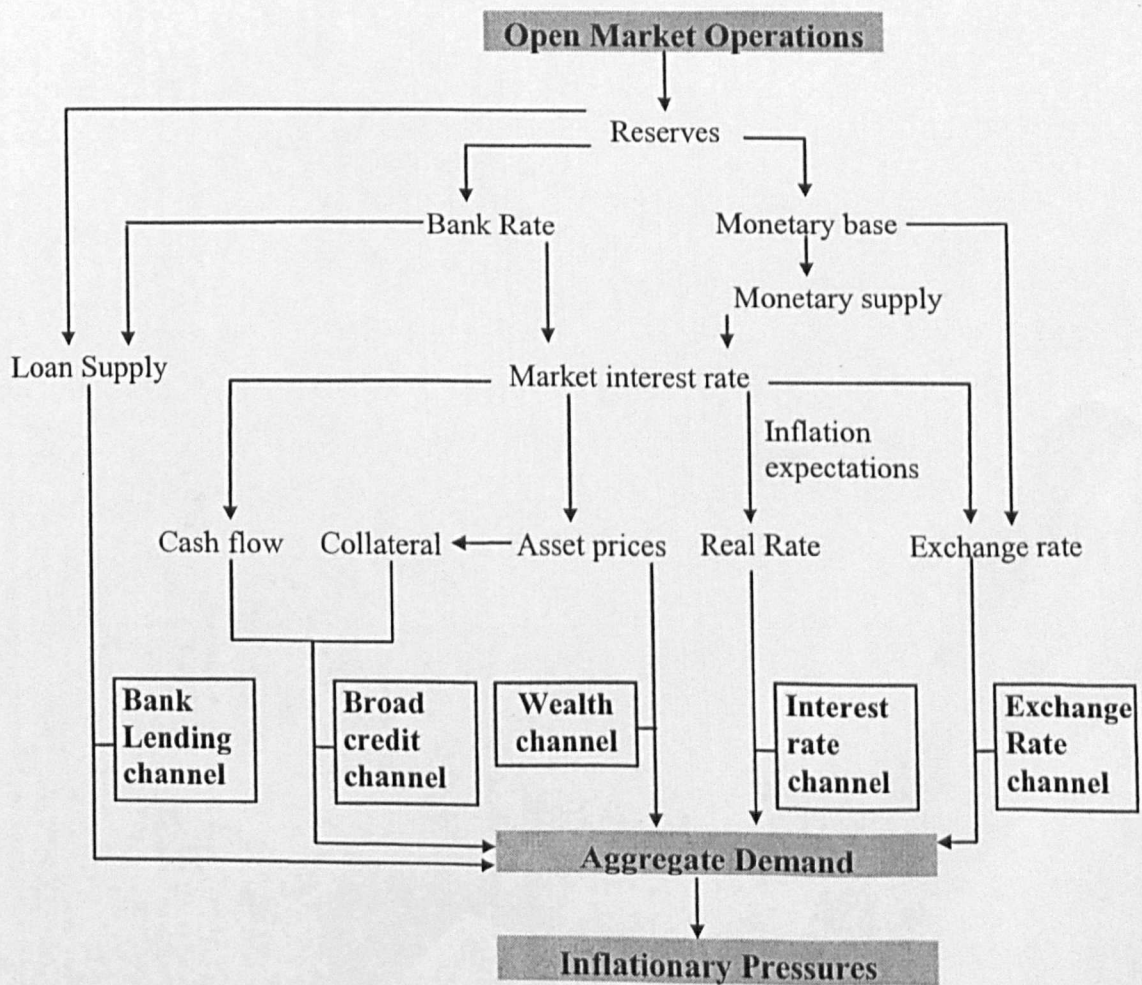 Open Market Operations
Reserves
Bank Rate
Monetary base
Monetary supply
Loan Supply
Market interest rate
Inflation
expectations
Cash flow
Collateral
Asset prices
Real Rate
Exchange rate
Bank
Lending
channel
Broad
credit
channel
Wealth
channel
Interest
rate
channel
Exchange
Rate
channel
Aggregate Demand
Inflationary Pressures